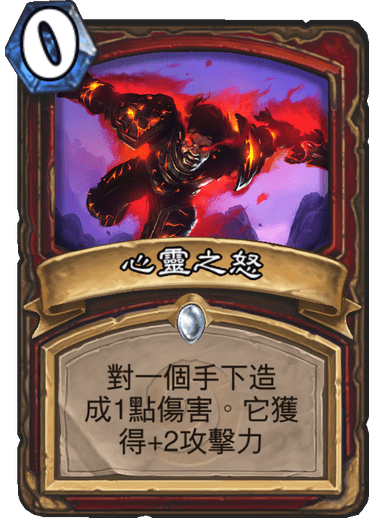 0
心靈之怒
對一個手下造
成1點傷害。它獲
得+2攻擊力